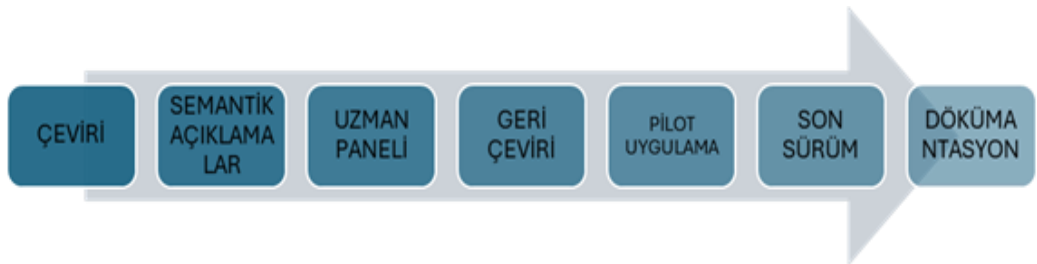 ÇEVİRİ
SEMANTİK
AÇIKLAMA
LAR
UZMAN
PANELİ
GERİ
ÇEVİRİ
PİLOT
UYGULAMA
SON
SÜRÜM
DÖKÜMA
NTASYON